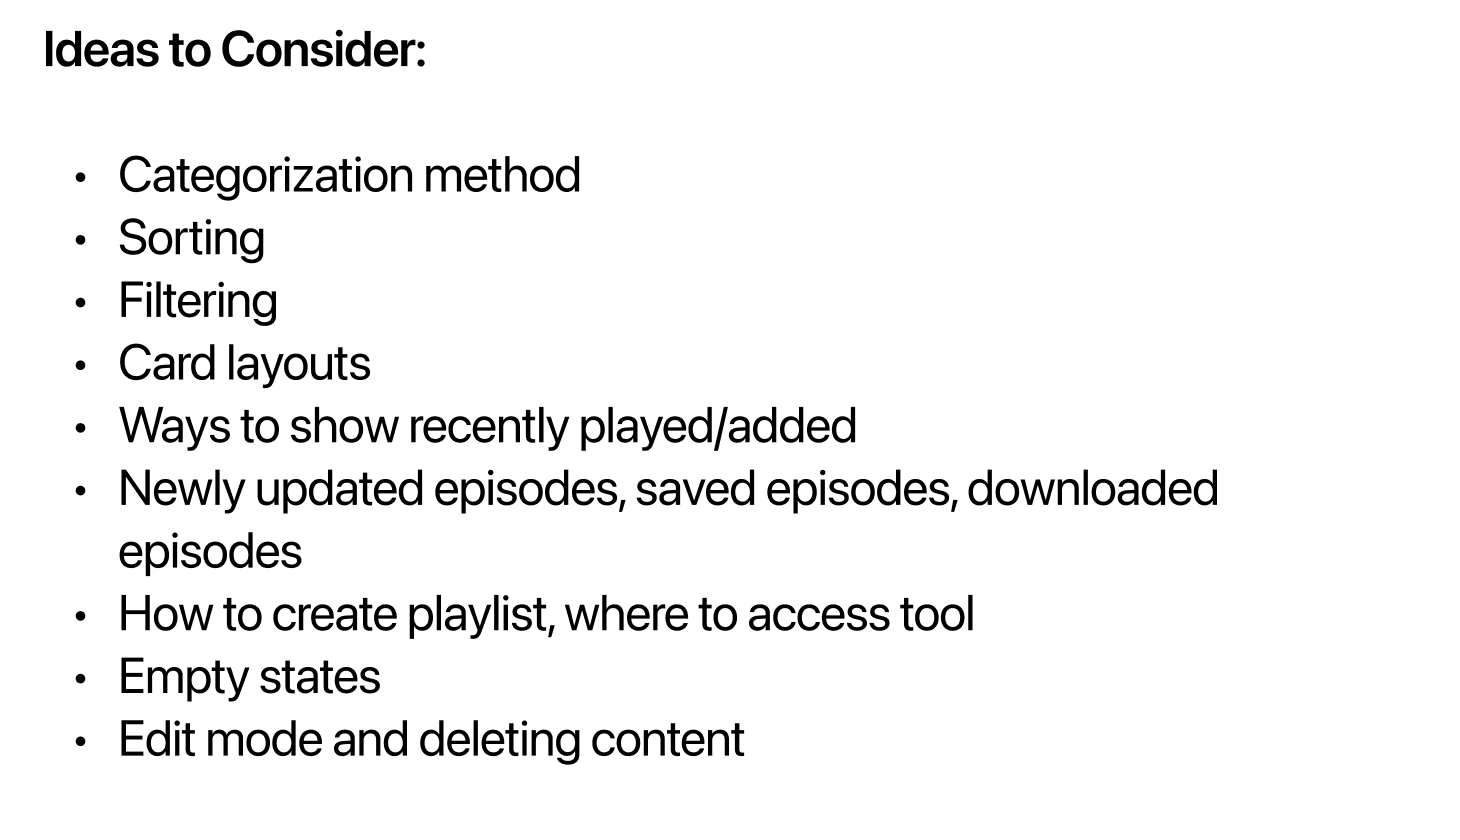 Ideas to Consider:
• Categorization method
• Sorting
• Filtering
• Card layouts
• Ways to show recently played/added
• Newly updated episodes, saved episodes, downloaded
episodes
• How to create playlist, where to access tool
• Empty states
• Edit mode and deleting content